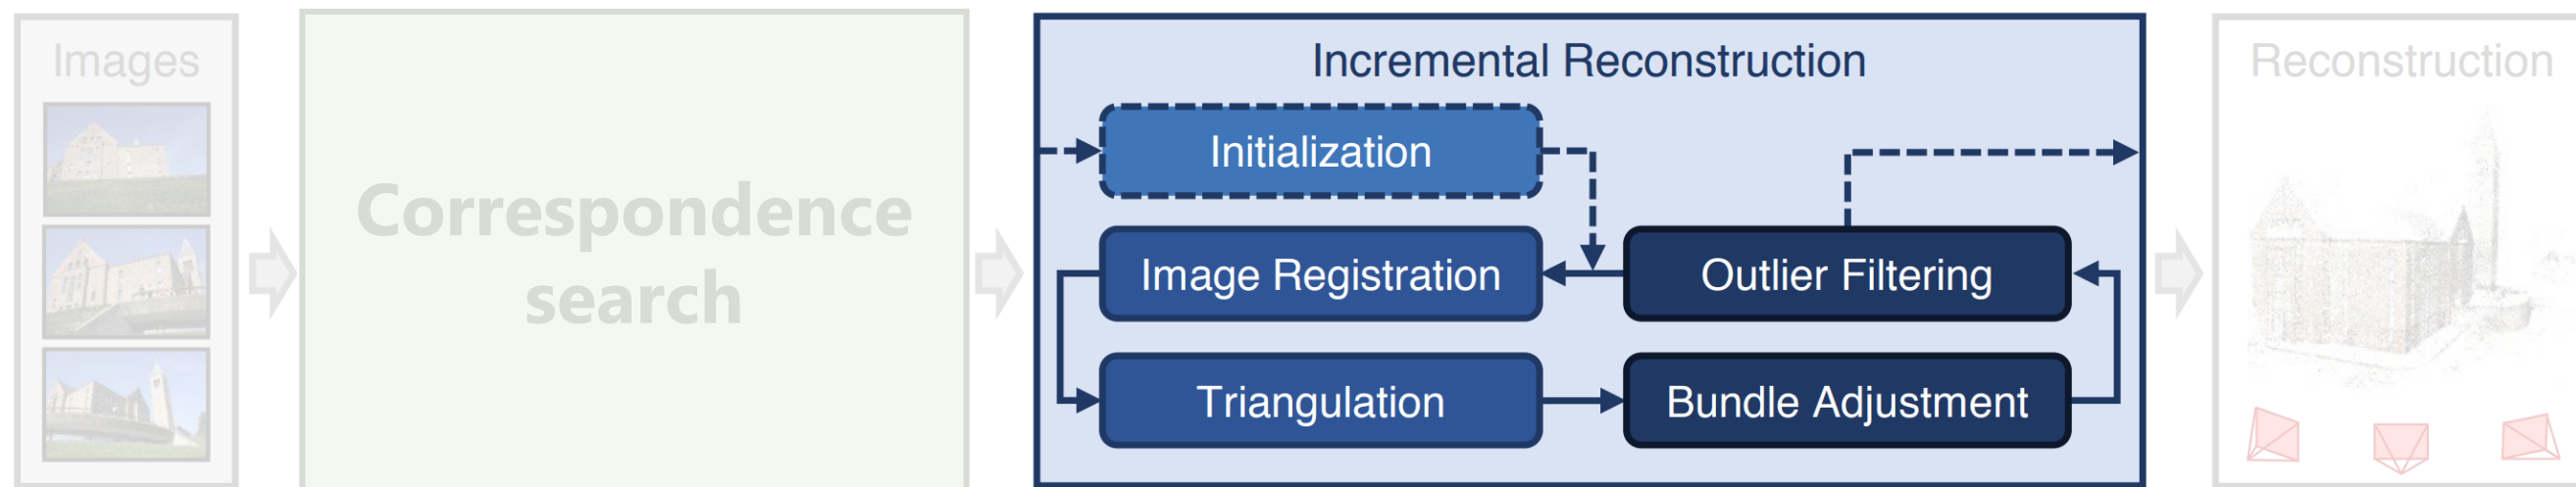 Images
Correspondence
search
Incremental Reconstruction
Initialization
Image Registration
Outlier Filtering
Triangulation
Bundle Adjustment
Reconstruction